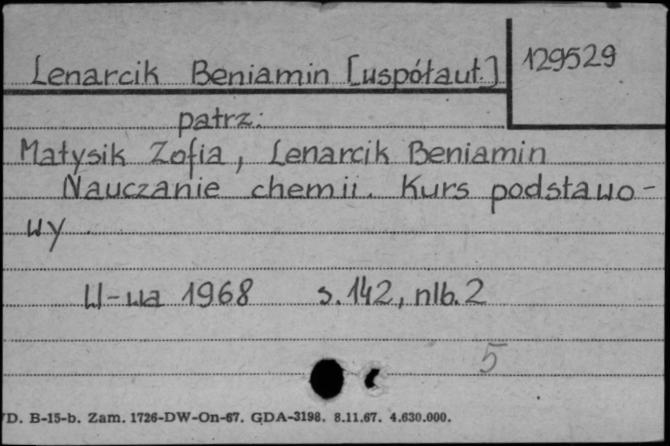 Lenarcik Beniamin [współaut.] 129529
patrz:
Matysik Zofia, Lenarcik Beniamin
Nauczanie chemii. Kurs podstawo-
wy.
W-wa 1968 s. 142, nlb. 2
5
D. B-15-b. Zam. 1726-DW-On-67. GDA-3198. 8.11.67. 4.630.000.